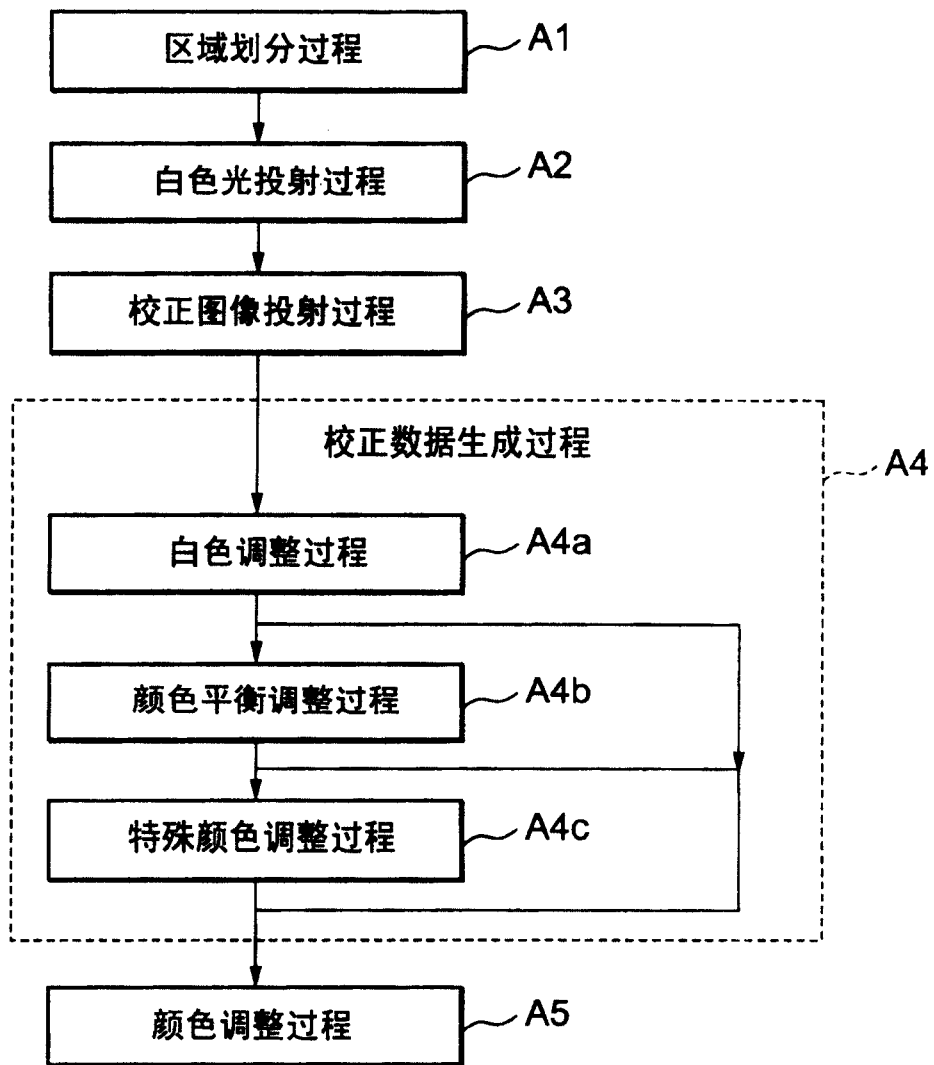 区域划分过程
A1
白色光投射过程
A2
校正图像投射过程
A3
校正数据生成过程
A4
白色调整过程
A4a
颜色平衡调整过程
A4b
特殊颜色调整过程
A4c
颜色调整过程
A5